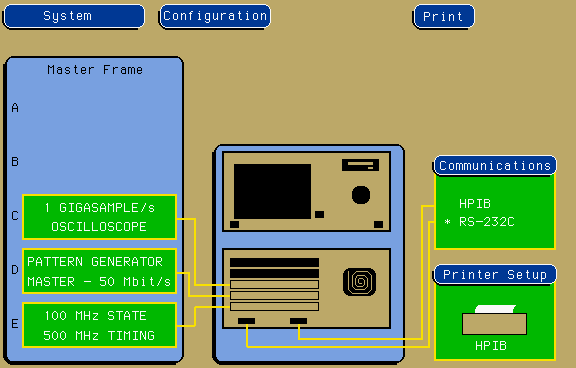 System
Configuration
Print
Master Frame
A
B
C
1 GIGASAMPLE/s
OSCILLOSCOPE
D
PATTERN GENERATOR
MASTER - 50 Mbit/s
E
100 MHz STATE
500 MHz TIMING
Communications
HPIB
* RS-232C
Printer Setup
HPIB